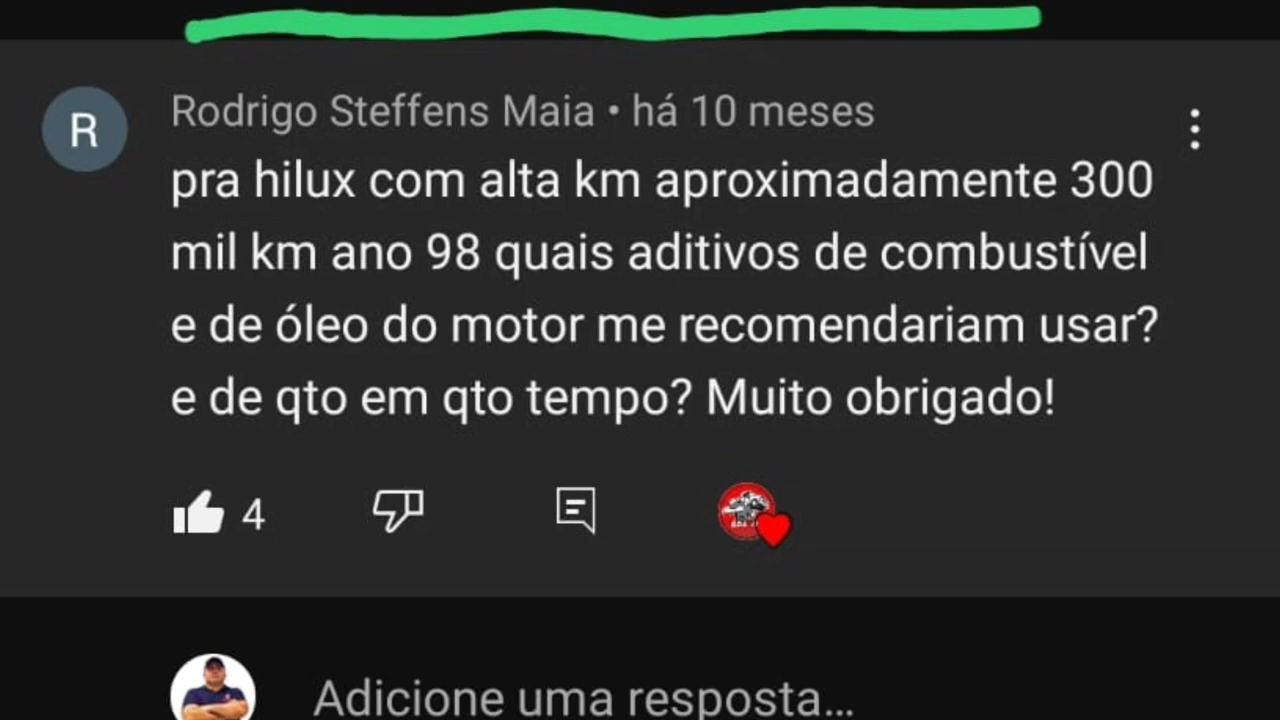 R
Rodrigo Steffens Maia • há 10 meses
pra hilux com alta km aproximadamente 300
mil km ano 98 quais aditivos de combustível
e de óleo do motor me recomendariam usar?
e de qto em qto tempo? Muito obrigado!
4
Adicione uma resposta...